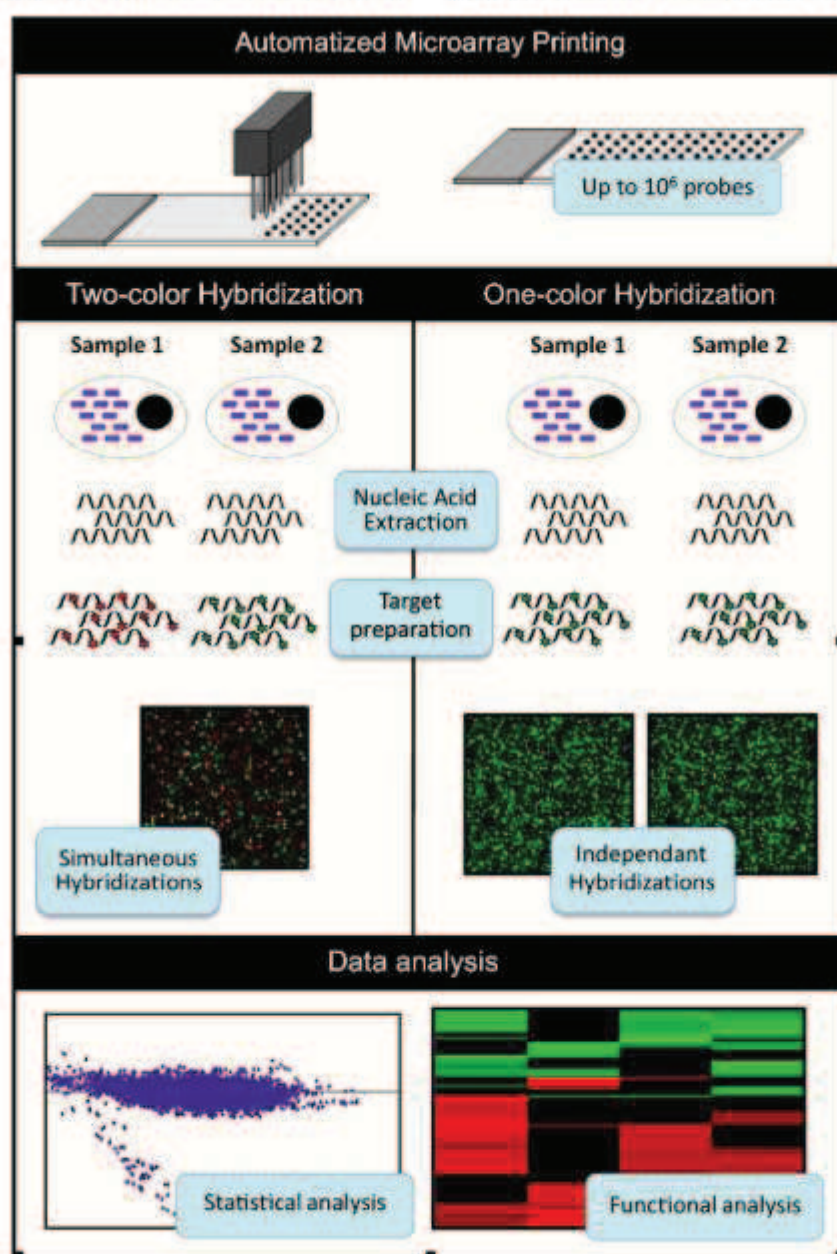 Automatized Microarray Printing
Up to 10⁶ probes
Two-color Hybridization
One-color Hybridization
Sample 1
Sample 2
Sample 1
Sample 2
Nucleic Acid
Extraction
Target
preparation
Simultaneous
Hybridizations
Independant
Hybridizations
Data analysis
Statistical analysis
Functional analysis